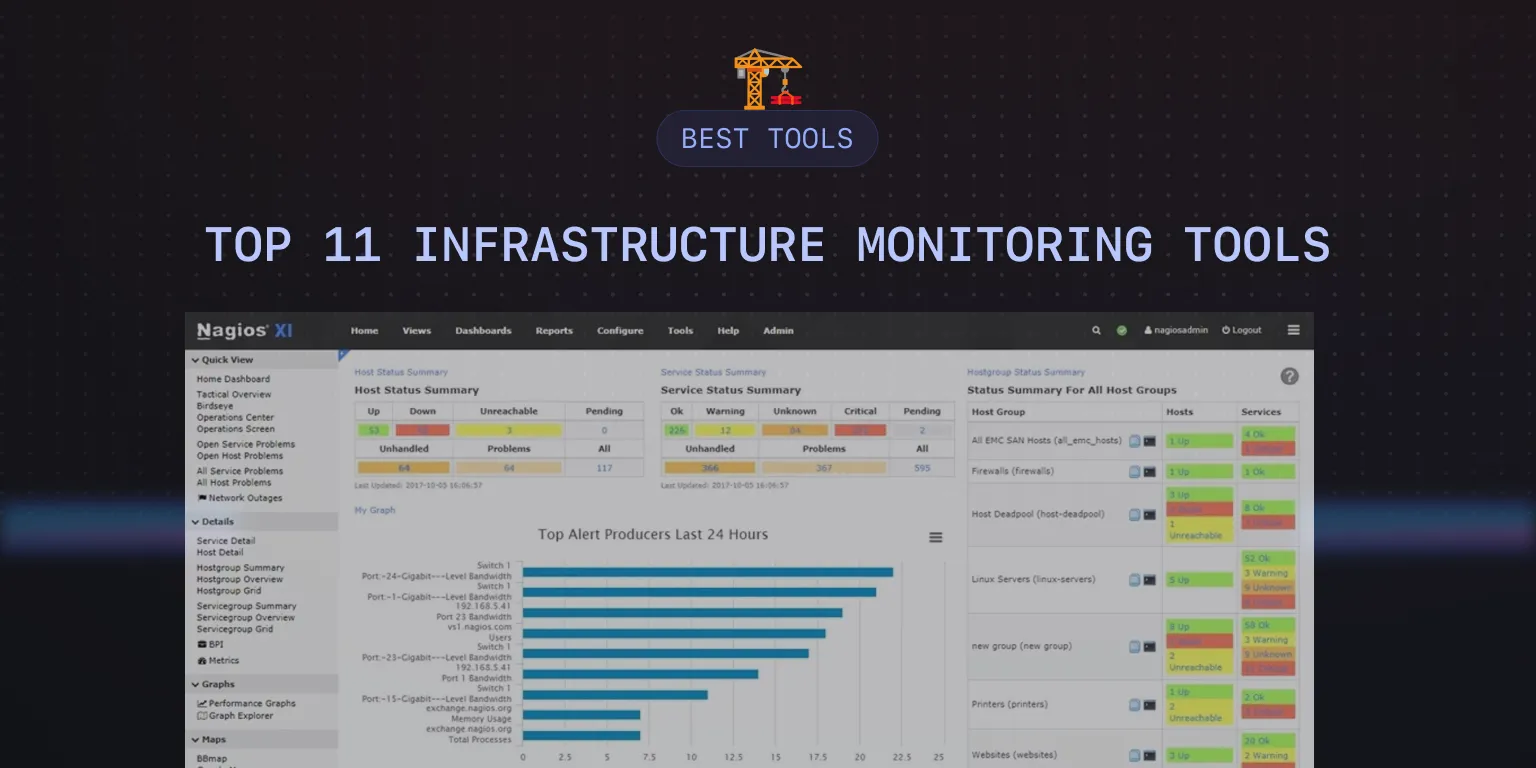 BEST TOOLS
TOP 11 INFRASTRUCTURE MONITORING TOOLS
Nagios® XI
Home Views Dashboards Reports Configure Tools Help Admin
nagiosadmin Logout
Quick View
Home Dashboard
Tactical Overview
Birdseye
Operations Center
Operations Screen
Open Service Problems
Open Host Problems
All Service Problems
All Host Problems
Network Outages
Details
Service Detail
Host Detail
Hostgroup Summary
Hostgroup Overview
Hostgroup Grid
Servicegroup Summary
Servicegroup Overview
Servicegroup Grid
BPI
Metrics
Graphs
Performance Graphs
Graph Explorer
Maps
BBmap
Host Status Summary
Host Status Summary
Up Down Unreachable Pending
53 3 0
Unhandled Problems All
64 64 117
Last Updated: 2017-10-05 16:06:57
Service Status Summary
Service Status Summary
Ok Warning Unknown Critical Pending
226 12 2
Unhandled Problems All
366 367 595
Last Updated: 2017-10-05 16:06:57
My Graph
Top Alert Producers Last 24 Hours
Switch 1
Port:-24-Gigabit---Level Bandwidth
Switch 1
Port:-1-Gigabit---Level Bandwidth
192.168.5.41
Port 23 Bandwidth
vs1.nagios.com
Users
Switch 1
Port:-23-Gigabit---Level Bandwidth
192.168.5.41
Port 1 Bandwidth
Switch 1
Port:-15-Gigabit---Level Bandwidth
exchange.nagios.org
Memory Usage
exchange.nagios.org
Total Processes
0 2.5 5 7.5 10 12.5 15 17.5 20 22.5 25
Hostgroup Status Summary
?
Status Summary For All Host Groups
Host Group Hosts Services
All EMC SAN Hosts (all_emc_hosts) 1 Up 4 Ok
Firewalls (firewalls) 1 Up 1 Ok
Host Deadpool (host-deadpool) 3 Up 8 Ok
1
Unreachable
Linux Servers (linux-servers) 5 Up 52 Ok
3 Warning
9 Unknown
new group (new group) 8 Up 58 Ok
3 Warning
2 9 Unknown
Unreachable
Printers (printers) 1 Up 2 Ok
2
Unreachable
Websites (websites) 3 Up 20 Ok
2 Warning